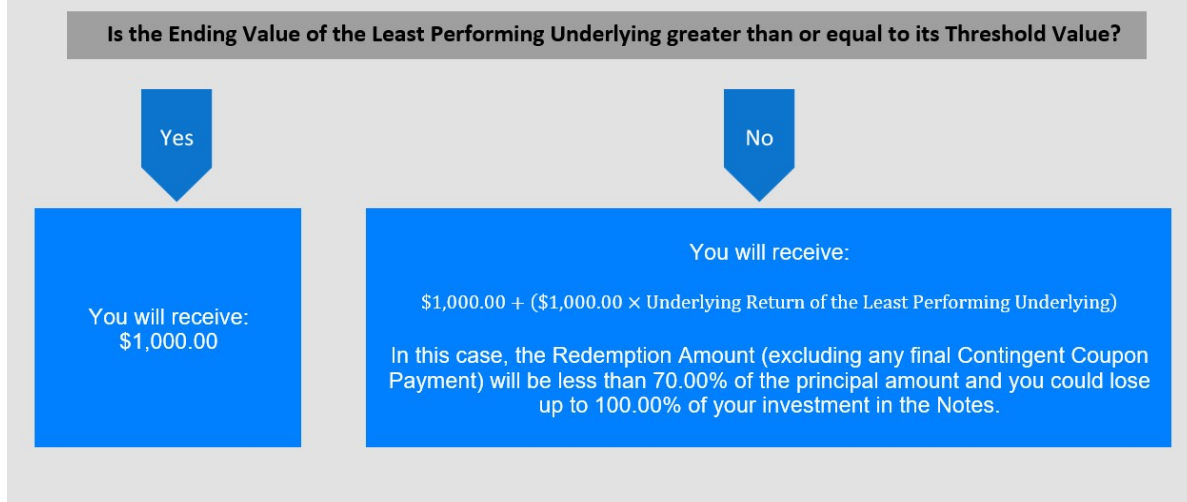 Is the Ending Value of the Least Performing Underlying greater than or equal to its Threshold Value?
Yes
No
You will receive:
$1,000.00
You will receive:
$1,000.00 + ($1,000.00 × Underlying Return of the Least Performing Underlying)
In this case, the Redemption Amount (excluding any final Contingent Coupon
Payment) will be less than 70.00% of the principal amount and you could lose
up to 100.00% of your investment in the Notes.